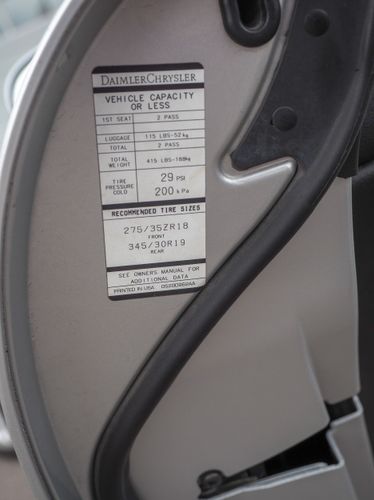 DAIMLERCHRYSLER
VEHICLE CAPACITY
OR LESS
1ST SEAT 2 PASS
LUGGAGE 115 LBS-52kg
TOTAL 2 PASS
TOTAL WEIGHT 415 LBS-188kg
TIRE PRESSURE COLD 29 PSI
200 kPa
RECOMMENDED TIRE SIZES
275/35ZR18
FRONT
345/30R19
REAR
SEE OWNERS MANUAL FOR
ADDITIONAL DATA
PRINTED IN USA